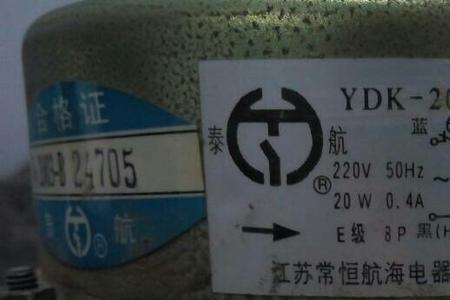 合格证
24705
泰航
YDK-20
蓝
泰 航
220V 50Hz ~
20W 0.4A
E级 8P 黑(H
江苏常恒航海电器